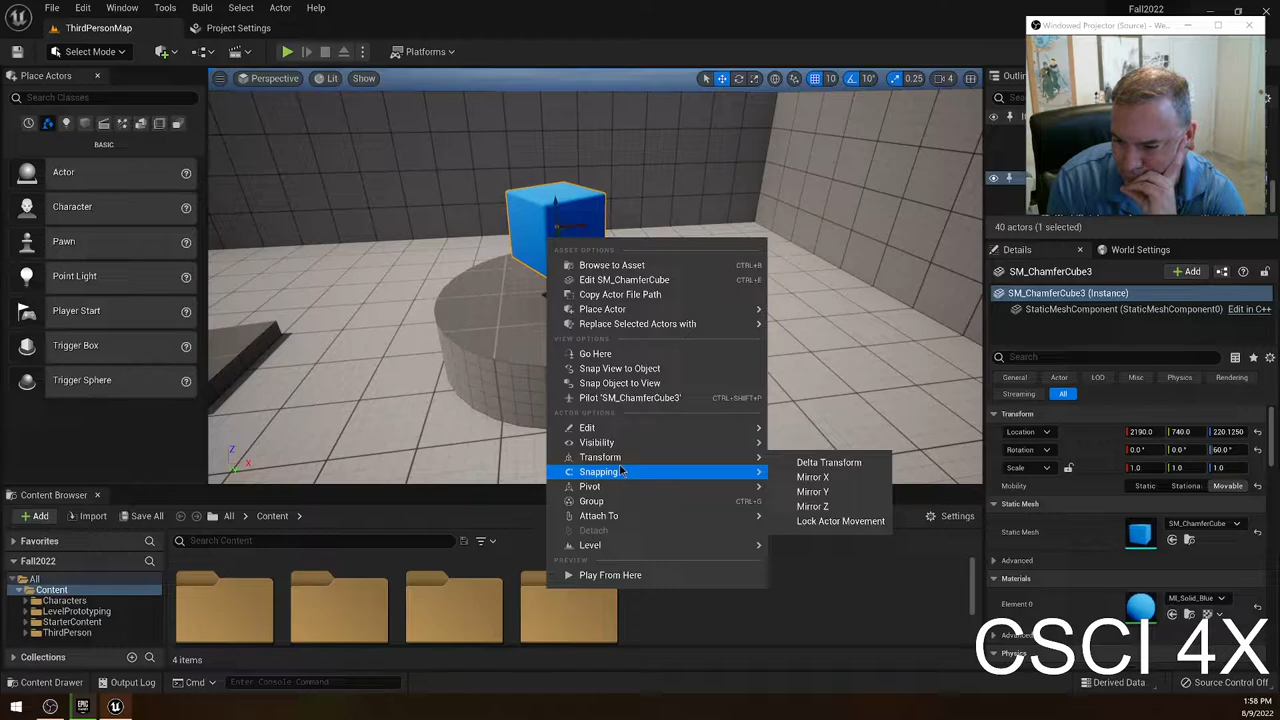 File Edit Window Tools Build Select Actor Help
Fall2022
ThirdPersonMap Project Settings
Windowed Projector (Source) - We...
Select Mode Platforms
Place Actors
Perspective Lit Show 10 10° 0.25 4
Search Classes
BASIC
Actor
Character
Pawn
Point Light
Player Start
Trigger Box
Trigger Sphere
ASSET OPTIONS
Browse to Asset CTRL+B
Edit SM_ChamferCube CTRL+E
Copy Actor File Path
Place Actor
Replace Selected Actors with
VIEW OPTIONS
Go Here
Snap View to Object
Snap Object to View
Pilot 'SM_ChamferCube3' CTRL+SHIFT+P
ACTOR OPTIONS
Edit
Visibility
Transform
Snapping
Pivot
Group CTRL+G
Attach To
Detach
Level
PREVIEW
Play From Here
Delta Transform
Mirror X
Mirror Y
Mirror Z
Lock Actor Movement
40 actors (1 selected)
Details World Settings
SM_ChamferCube3 Add
SM_ChamferCube3 (Instance)
StaticMeshComponent (StaticMeshComponent0) Edit in C++
Search
General Actor LOD Misc Physics Rendering
Streaming All
Transform
Location 2190.0 740.0 220.1250
Rotation 0.0° 0.0° 60.0°
Scale 1.0 1.0 1.0
Mobility Static Stationa Movable
Static Mesh
Static Mesh SM_ChamferCube
Advanced
Materials
Element 0 MI_Solid_Blue
Advanced
Physics
Content Browser
Add Import Save All All Content Settings
Favorites
Search Content
Fall2022
All
Content
Characters
LevelPrototyping
StarterContent
ThirdPerson
Collections
4 items
CSCI 4X
Content Drawer Output Log Cmd Enter Console Command Derived Data Source Control Off
1:58 PM
8/9/2022